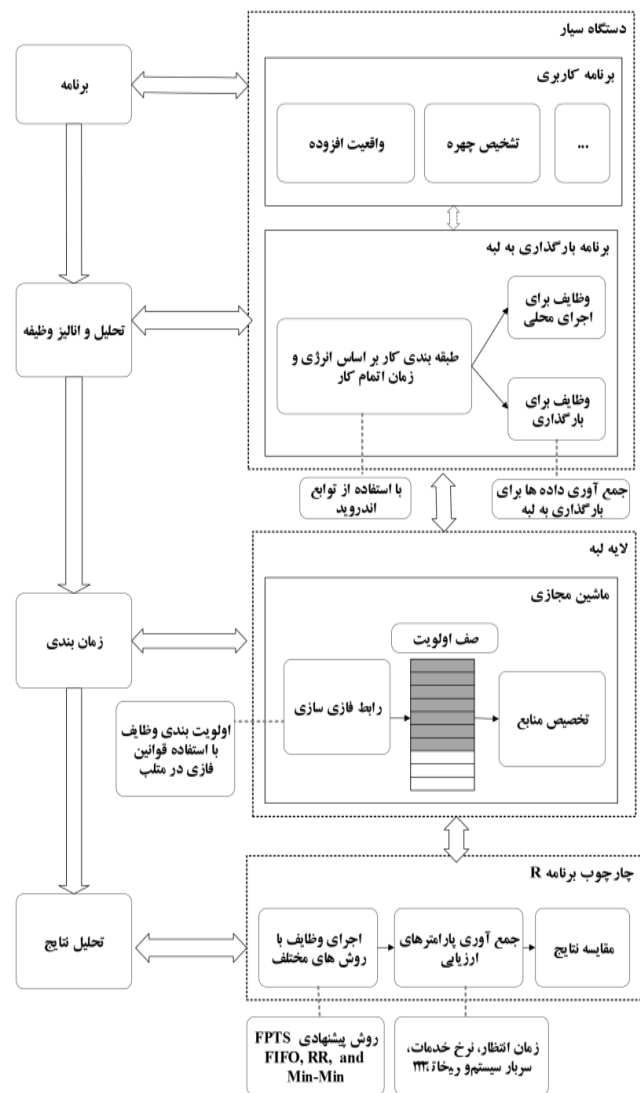 دستگاه سیار
برنامه
برنامه کاربری
واقعیت افزوده
تشخیص چهره
...
برنامه بارگذاری به لبه
تحلیل و انالیز وظیفه
طبقه بندی کار بر اساس انرژی و
زمان اتمام کار
وظایف برای
اجرای محلی
وظایف برای
بارگذاری
با استفاده از توابع
اندروید
جمع آوری داده ها برای
بارگذاری به لبه
لایه لبه
ماشین مجازی
زمان بندی
صف اولویت
رابط فازی سازی
تخصیص منابع
اولویت بندی وظایف
با استفاده قوانین
فازی در متلب
چارچوب برنامه R
تحلیل نتایج
اجرای وظایف با
روش های مختلف
جمع آوری پارامترهای
ارزیابی
مقایسه نتایج
روش پیشنهادی FPTS
FIFO, RR, and
Min-Min
زمان انتظار، نرخ خدمات،
سربار سیستم و